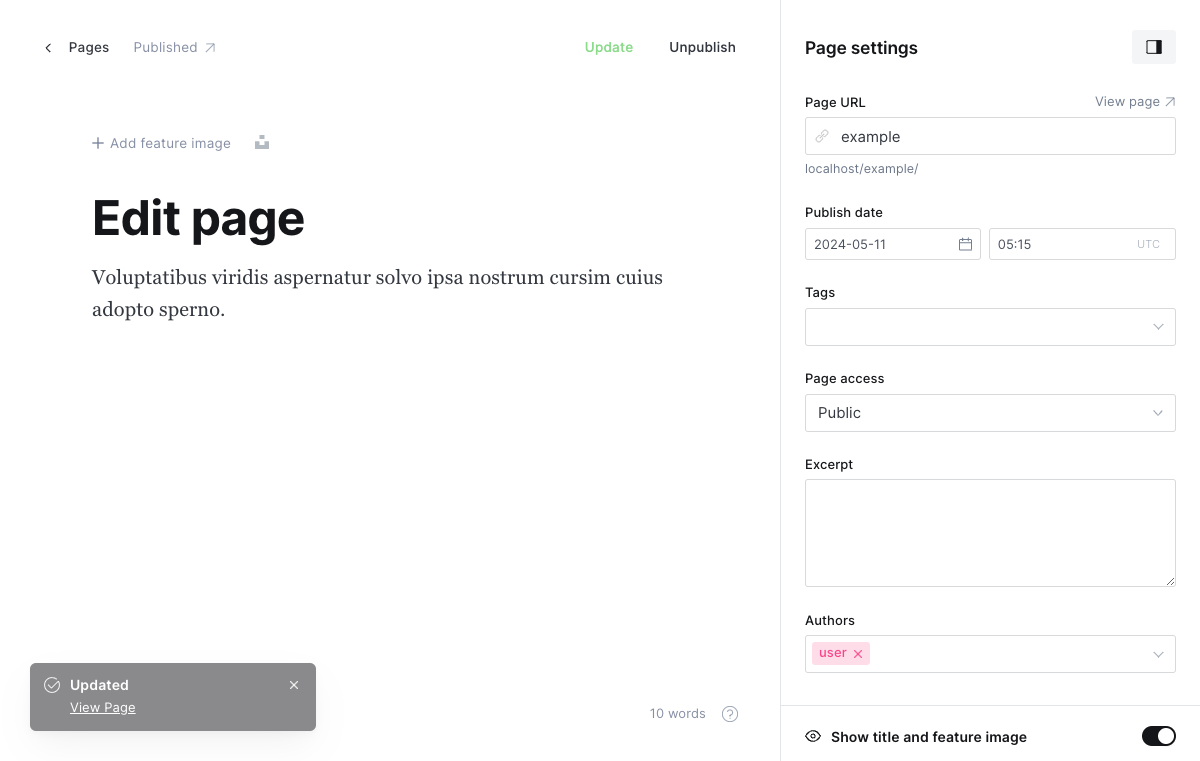 Pages
Published
Update
Unpublish
Add feature image
Edit page
Voluptatibus viridis aspernatur solvo ipsa nostrum cursim cuius
adopto sperno.
Updated
View Page
10 words
?
Page settings
Page URL
View page
example
localhost/example/
Publish date
2024-05-11
05:15
UTC
Tags
Page access
Public
Excerpt
Authors
user
Show title and feature image